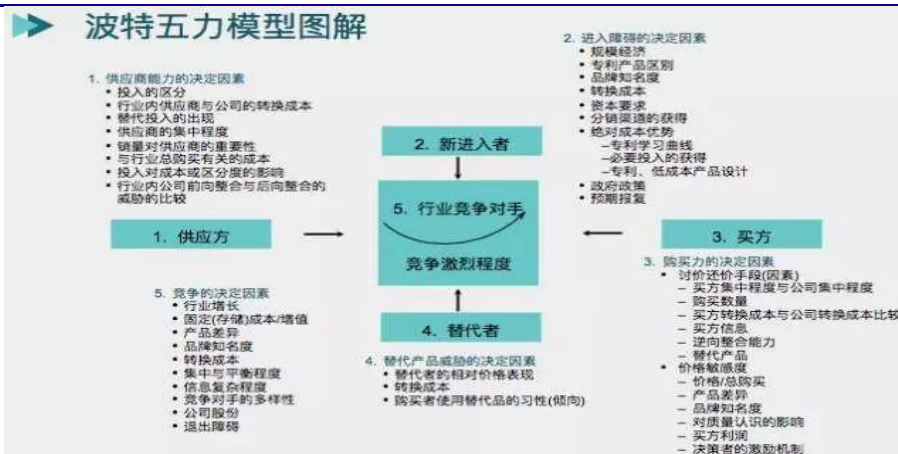 波特五力模型图解
1. 供应商能力的决定因素
• 投入的区分
• 行业内供应商与公司的转换成本
• 替代投入的出现
• 供应商的集中程度
• 销量对供应商的重要性
• 与行业总购买有关的成本
• 投入对成本或区分度的影响
• 行业内公司前向整合与后向整合的
威胁的比较
2. 进入障碍的决定因素
• 规模经济
• 专利产品区别
• 品牌知名度
• 转换成本
• 资本要求
• 分销渠道的获得
• 绝对成本优势
–专利学习曲线
–必要投入的获得
–专利、低成本产品设计
• 政府政策
• 预期报复
2. 新进入者
5. 行业竞争对手
竞争激烈程度
1. 供应方
3. 买方
4. 替代者
5. 竞争的决定因素
• 行业增长
• 固定(存储)成本/增值
• 产品差异
• 品牌知名度
• 转换成本
• 集中与平衡程度
• 信息复杂程度
• 竞争对手的多样性
• 公司股份
• 退出障碍
4. 替代产品威胁的决定因素
• 替代者的相对价格表现
• 转换成本
• 购买者使用替代品的习性(倾向)
3. 购买力的决定因素
• 讨价还价手段(因素)
– 买方集中程度与公司集中程度
– 购买数量
– 买方转换成本与公司转换成本比较
– 买方信息
– 逆向整合能力
– 替代产品
• 价格敏感度
– 价格/总购买
– 产品差异
– 品牌知名度
– 对质量认识的影响
– 买方利润
– 决策者的激励机制